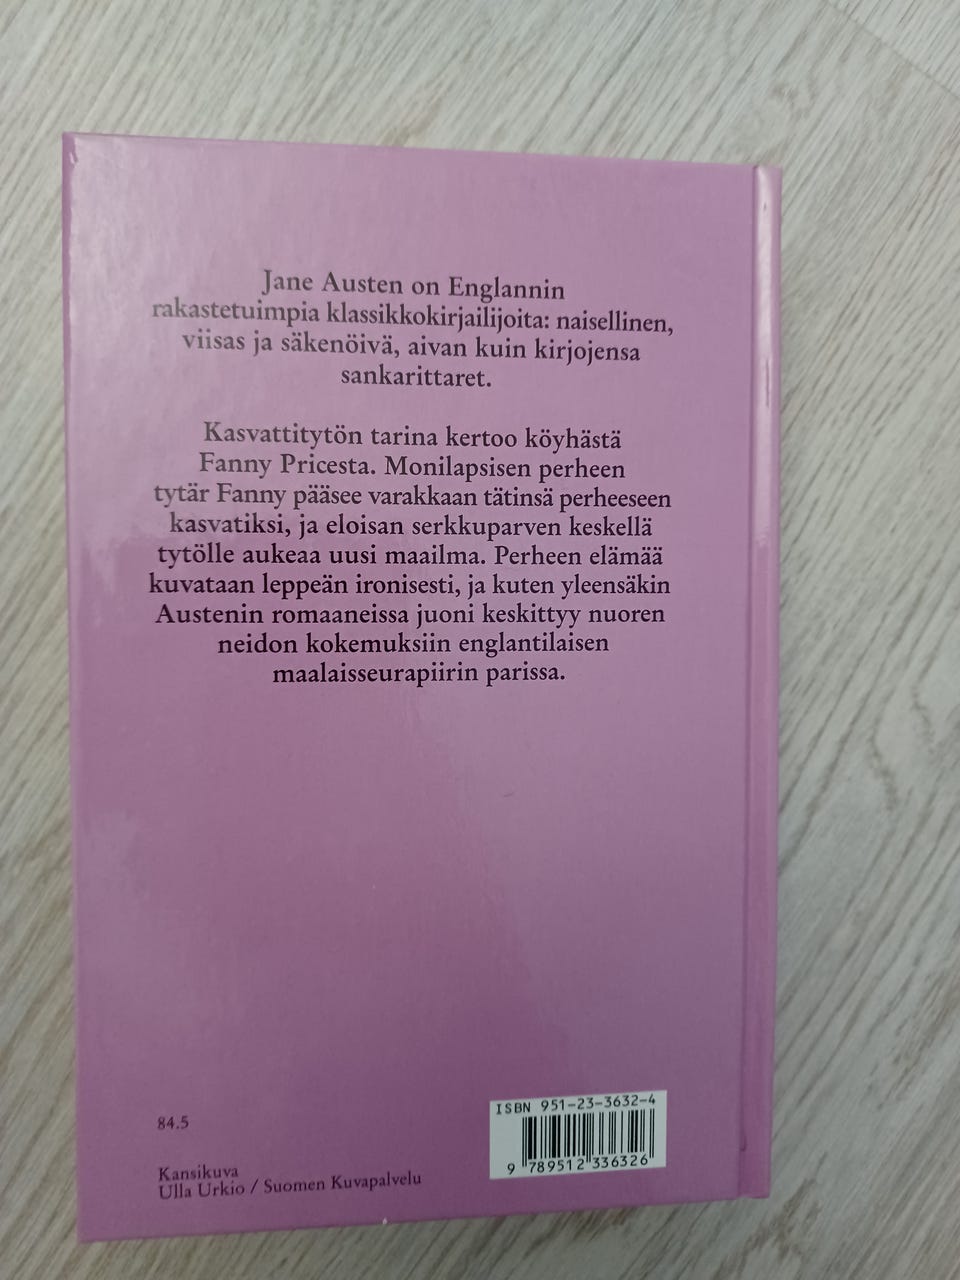 Jane Austen on Englannin
rakastetuimpia klassikkokirjailijoita: naisellinen,
viisas ja säkenöivä, aivan kuin kirjojensa
sankarittaret.
Kasvattitytön tarina kertoo köyhästä
Fanny Pricesta. Monilapsisen perheen
tytär Fanny pääsee varakkaan tätinsä perheeseen
kasvatiksi, ja eloisan serkkuparven keskellä
tytölle aukeaa uusi maailma. Perheen elämää
kuvataan leppeän ironisesti, ja kuten yleensäkin
Austenin romaaneissa juoni keskittyy nuoren
neidon kokemuksiin englantilaisen
maalaisseurapiirin parissa.
84.5
Kansikuva
Ulla Urkio / Suomen Kuvapalvelu
ISBN 951-23-3632-4
9 789512 336326